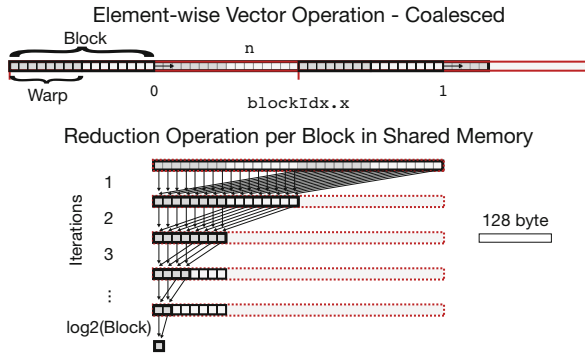 Element-wise Vector Operation - Coalesced
Block
n
Warp
0
1
blockIdx.x
Reduction Operation per Block in Shared Memory
Iterations
1
2
3
...
log2(Block)
128 byte